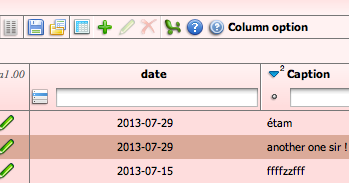 Column option
a1.00 date 2 Caption
2013-07-29 étam
2013-07-29 another one sir !
2013-07-15 ffffzzfff